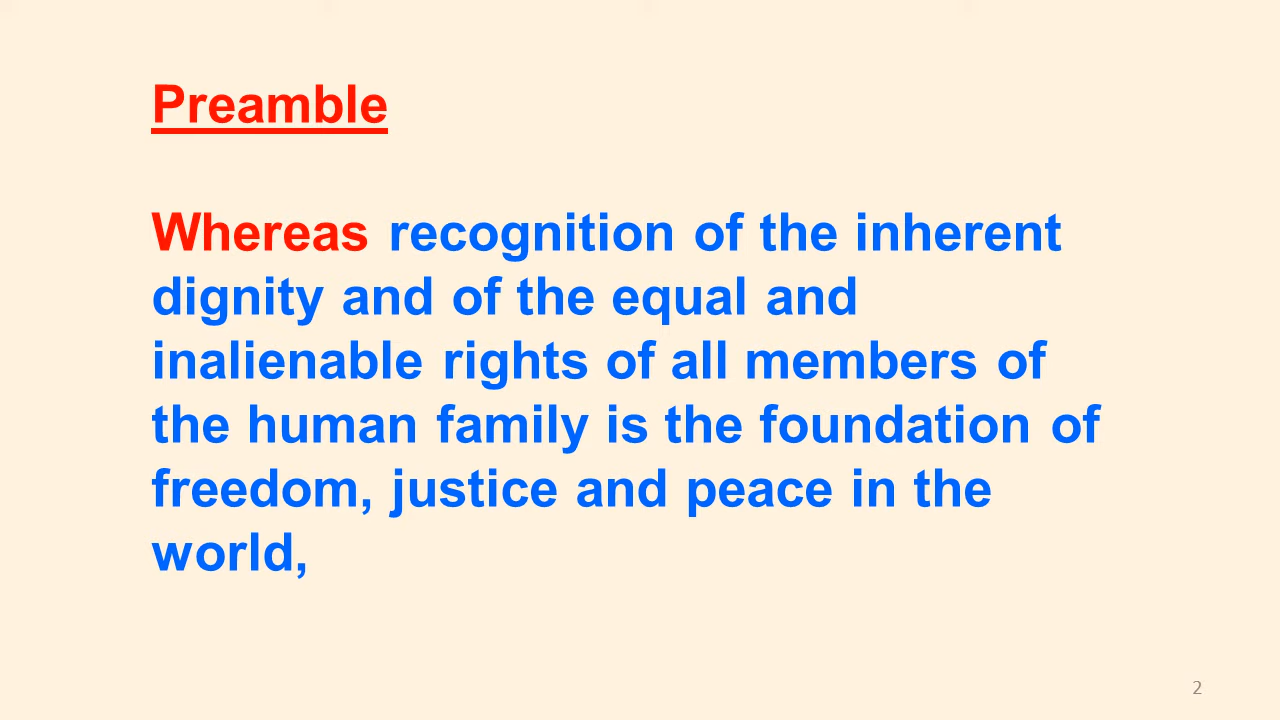 Preamble
Whereas recognition of the inherent
dignity and of the equal and
inalienable rights of all members of
the human family is the foundation of
freedom, justice and peace in the
world,
2